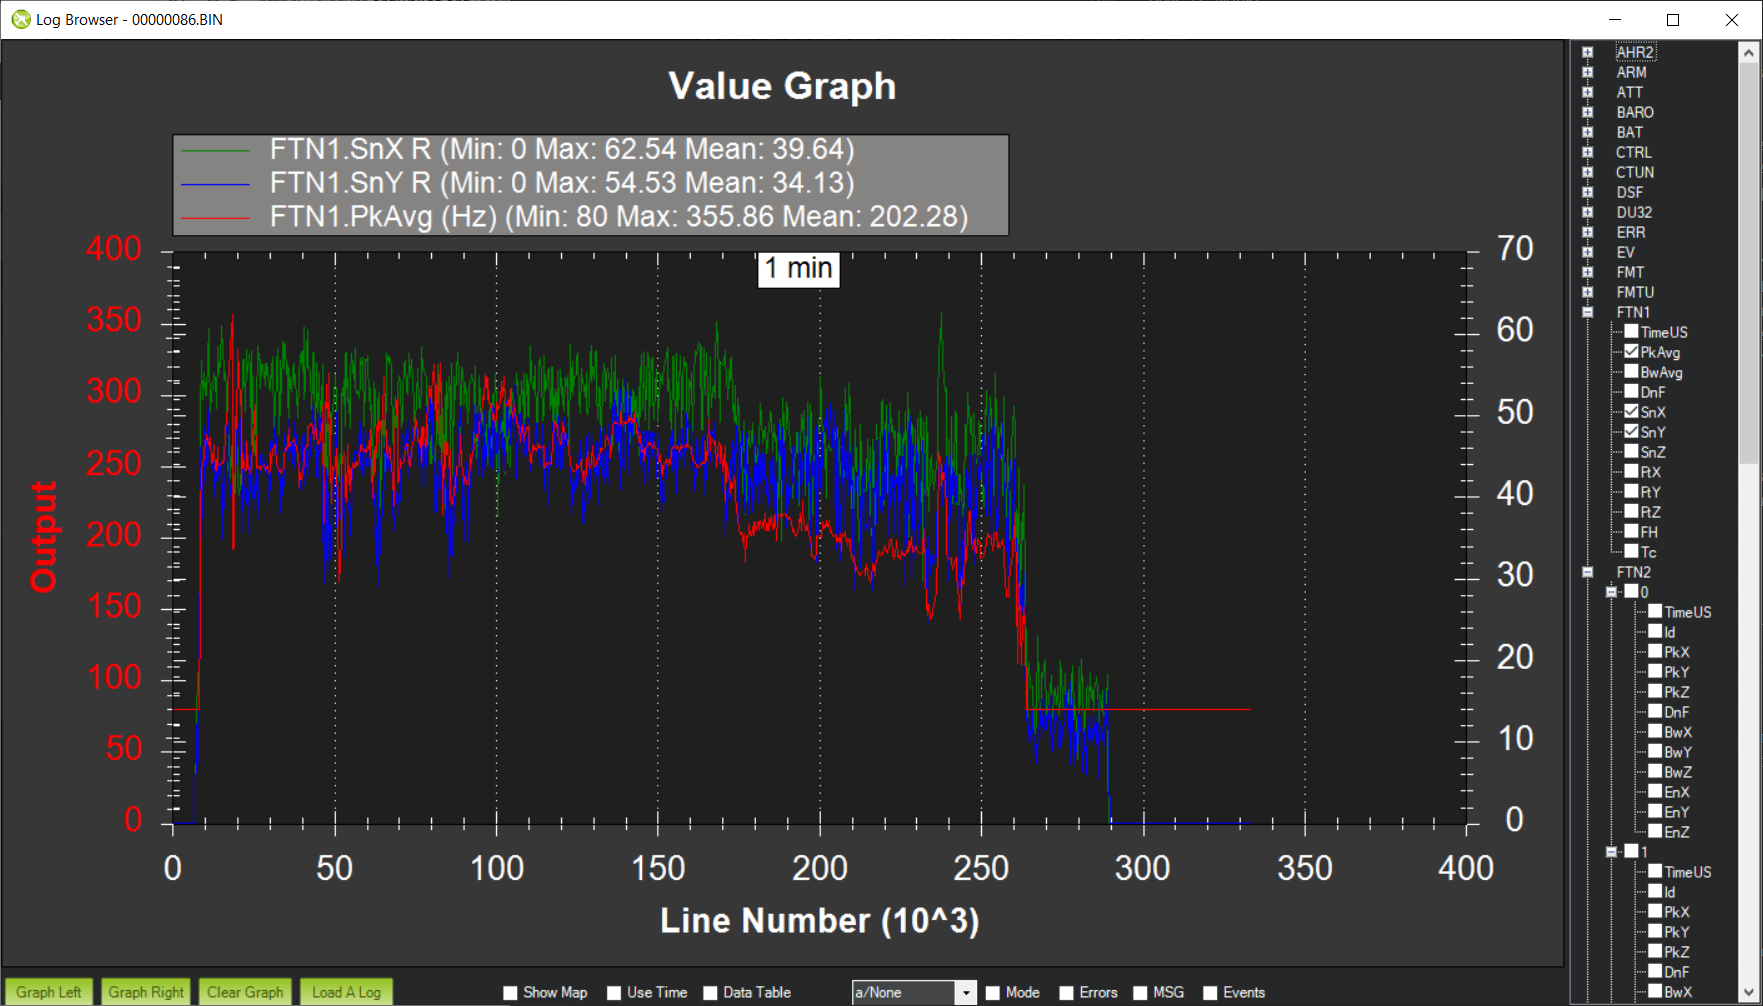 Log Browser - 00000086.BIN
Value Graph
FTN1.SnX R (Min: 0 Max: 62.54 Mean: 39.64)
FTN1.SnY R (Min: 0 Max: 54.53 Mean: 34.13)
FTN1.PkAvg (Hz) (Min: 80 Max: 355.86 Mean: 202.28)
1 min
400
350
300
250
200
150
100
50
0
Output
70
60
50
40
30
20
10
0
0 50 100 150 200 250 300 350 400
Line Number (10^3)
AHR2
ARM
ATT
BARO
BAT
CTRL
CTUN
DSF
DU32
ERR
EV
FMT
FMTU
FTN1
TimeUS
PkAvg
BwAvg
DnF
SnX
SnY
SnZ
FtX
FtY
FtZ
FH
Tc
FTN2
0
TimeUS
Id
PkX
PkY
PkZ
DnF
BwX
BwY
BwZ
EnX
EnY
EnZ
1
TimeUS
Id
PkX
PkY
PkZ
DnF
BwX
Graph Left Graph Right Clear Graph Load A Log Show Map Use Time Data Table a/None Mode Errors MSG Events